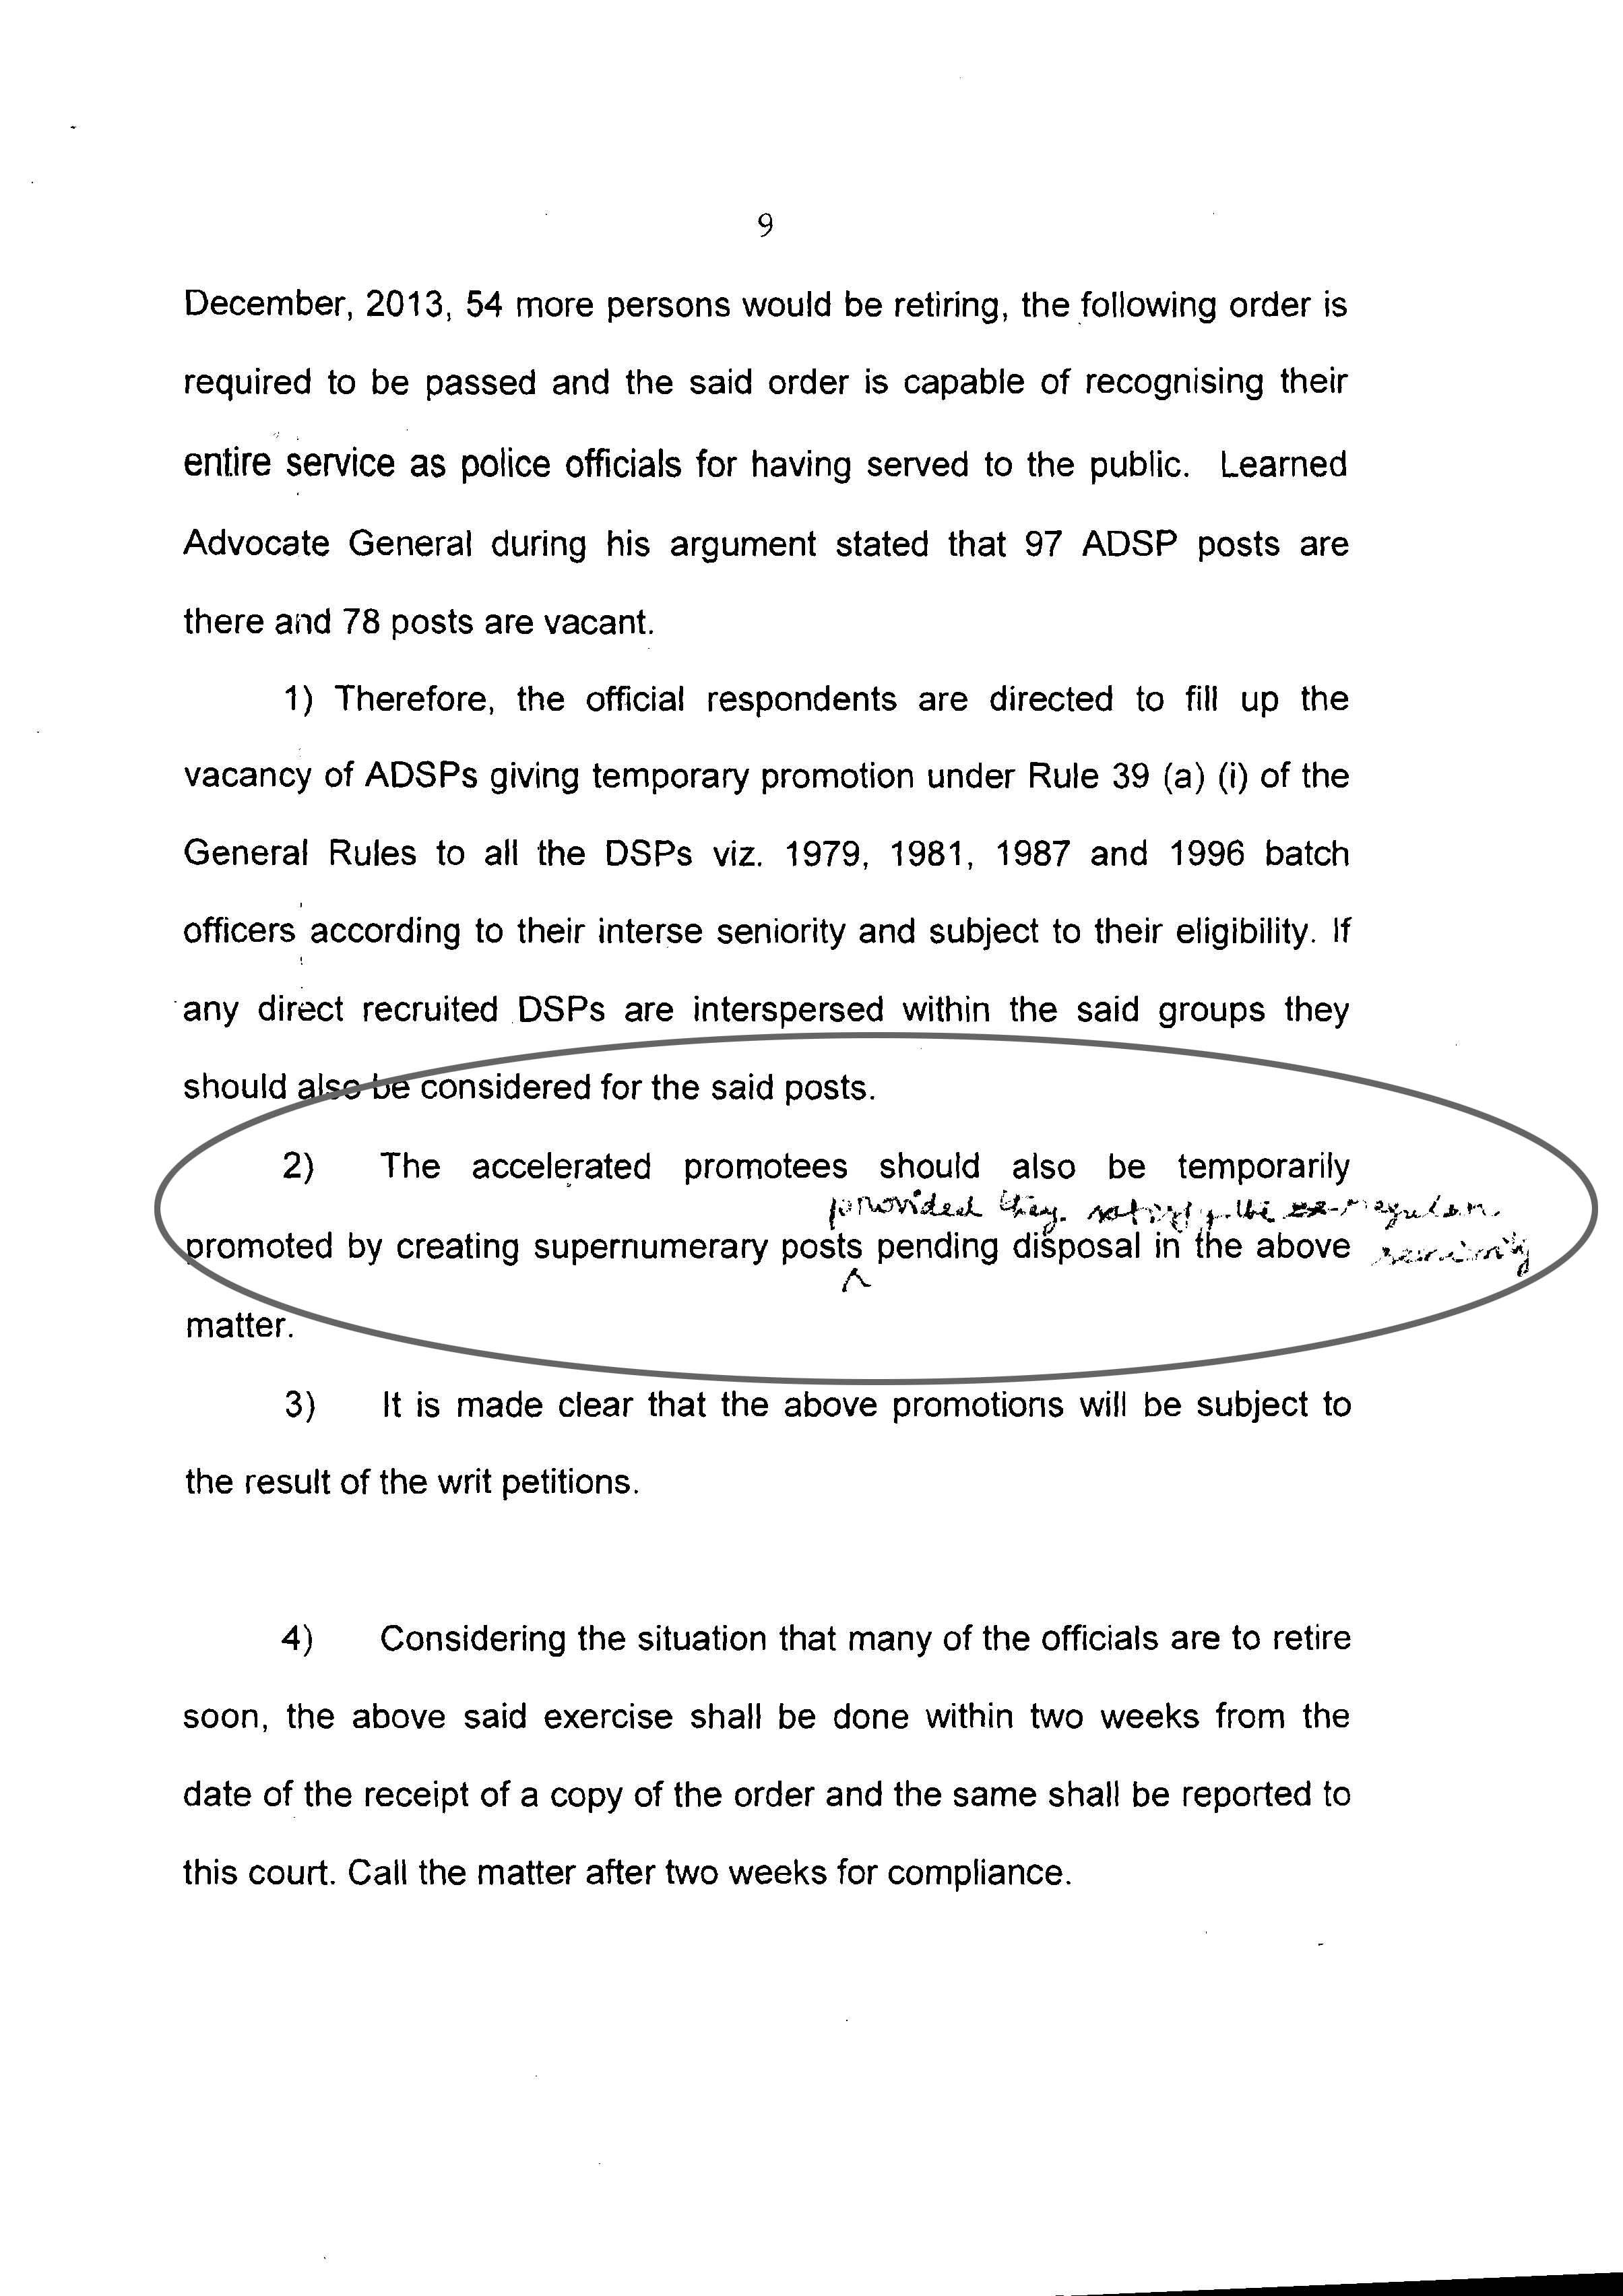 9
December, 2013, 54 more persons would be retiring, the following order is
required to be passed and the said order is capable of recognising their
entire service as police officials for having served to the public. Learned
Advocate General during his argument stated that 97 ADSP posts are
there and 78 posts are vacant.
1) Therefore, the official respondents are directed to fill up the
vacancy of ADSPs giving temporary promotion under Rule 39 (a) (i) of the
General Rules to all the DSPs viz. 1979, 1981, 1987 and 1996 batch
officers according to their interse seniority and subject to their eligibility. If
any direct recruited DSPs are interspersed within the said groups they
should also be considered for the said posts.
2) The accelerated promotees should also be temporarily
provided they satisfy the regular
promoted by creating supernumerary posts pending disposal in the above seniority
matter.
3) It is made clear that the above promotions will be subject to
the result of the writ petitions.
4) Considering the situation that many of the officials are to retire
soon, the above said exercise shall be done within two weeks from the
date of the receipt of a copy of the order and the same shall be reported to
this court. Call the matter after two weeks for compliance.